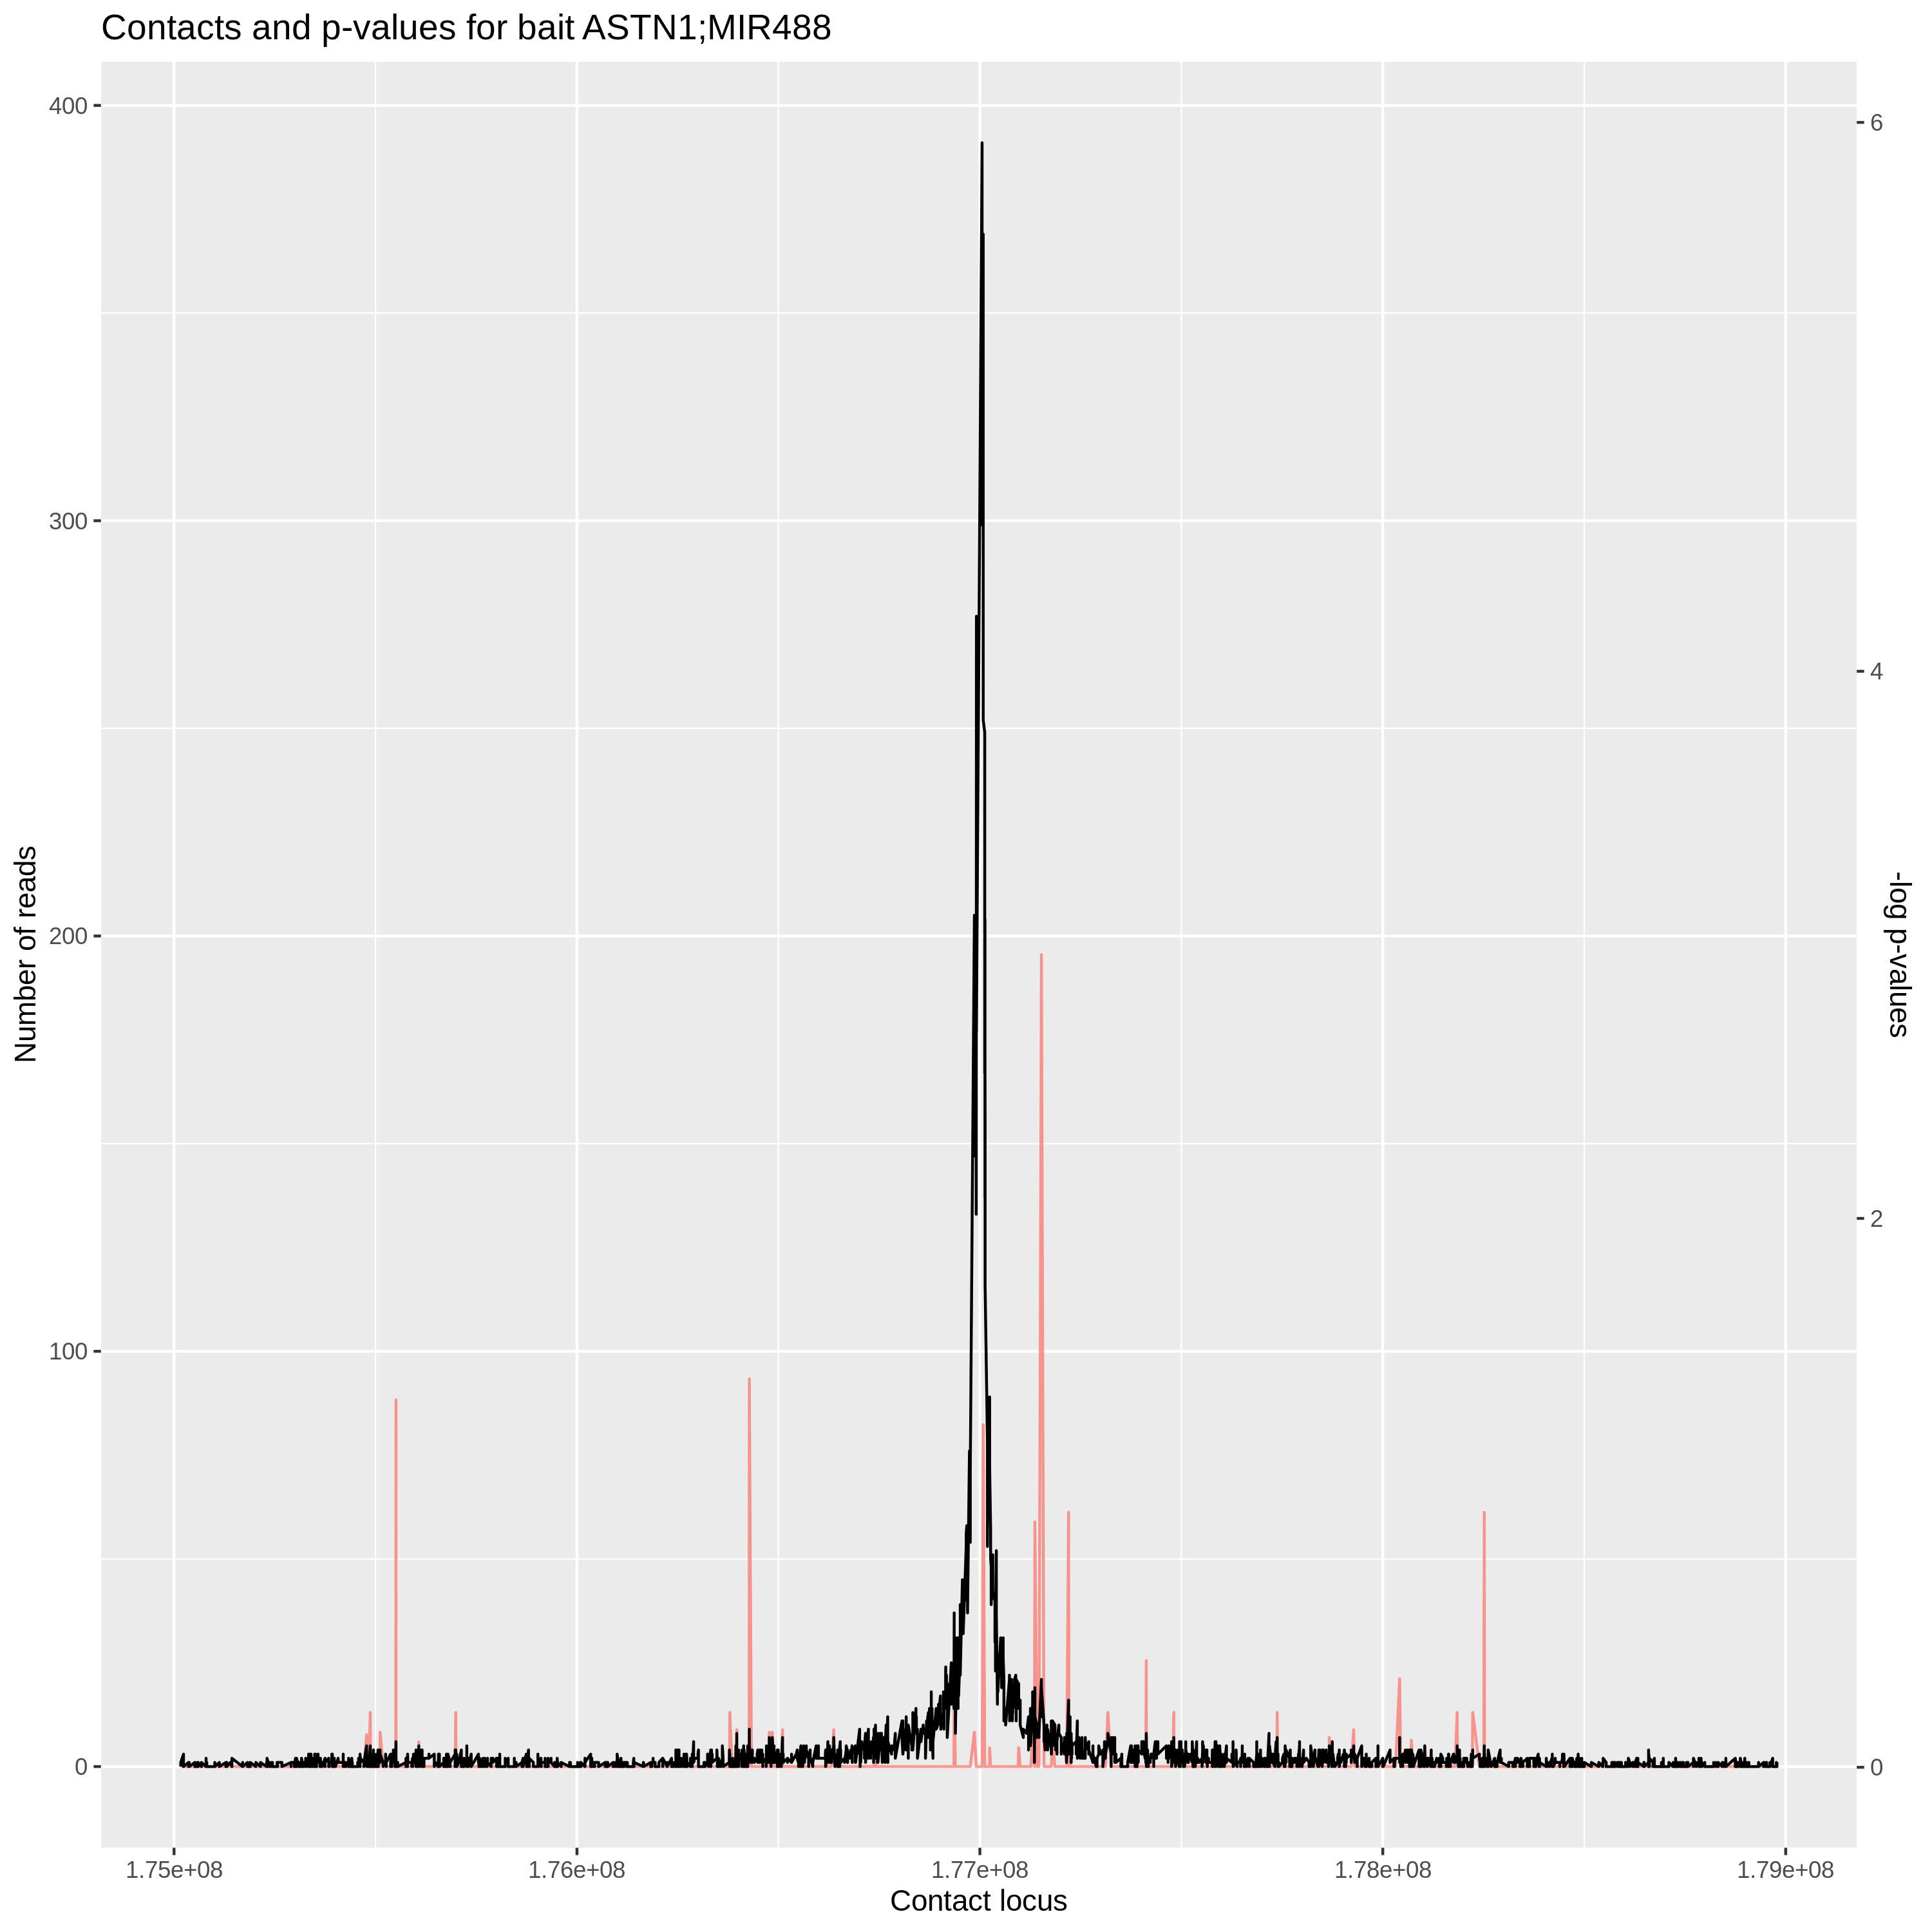 Contacts and p-values for bait ASTN1;MIR488
400
300
200
100
0
Number of reads
6
4
2
0
-log p-values
1.75e+08
1.76e+08
1.77e+08
1.78e+08
1.79e+08
Contact locus